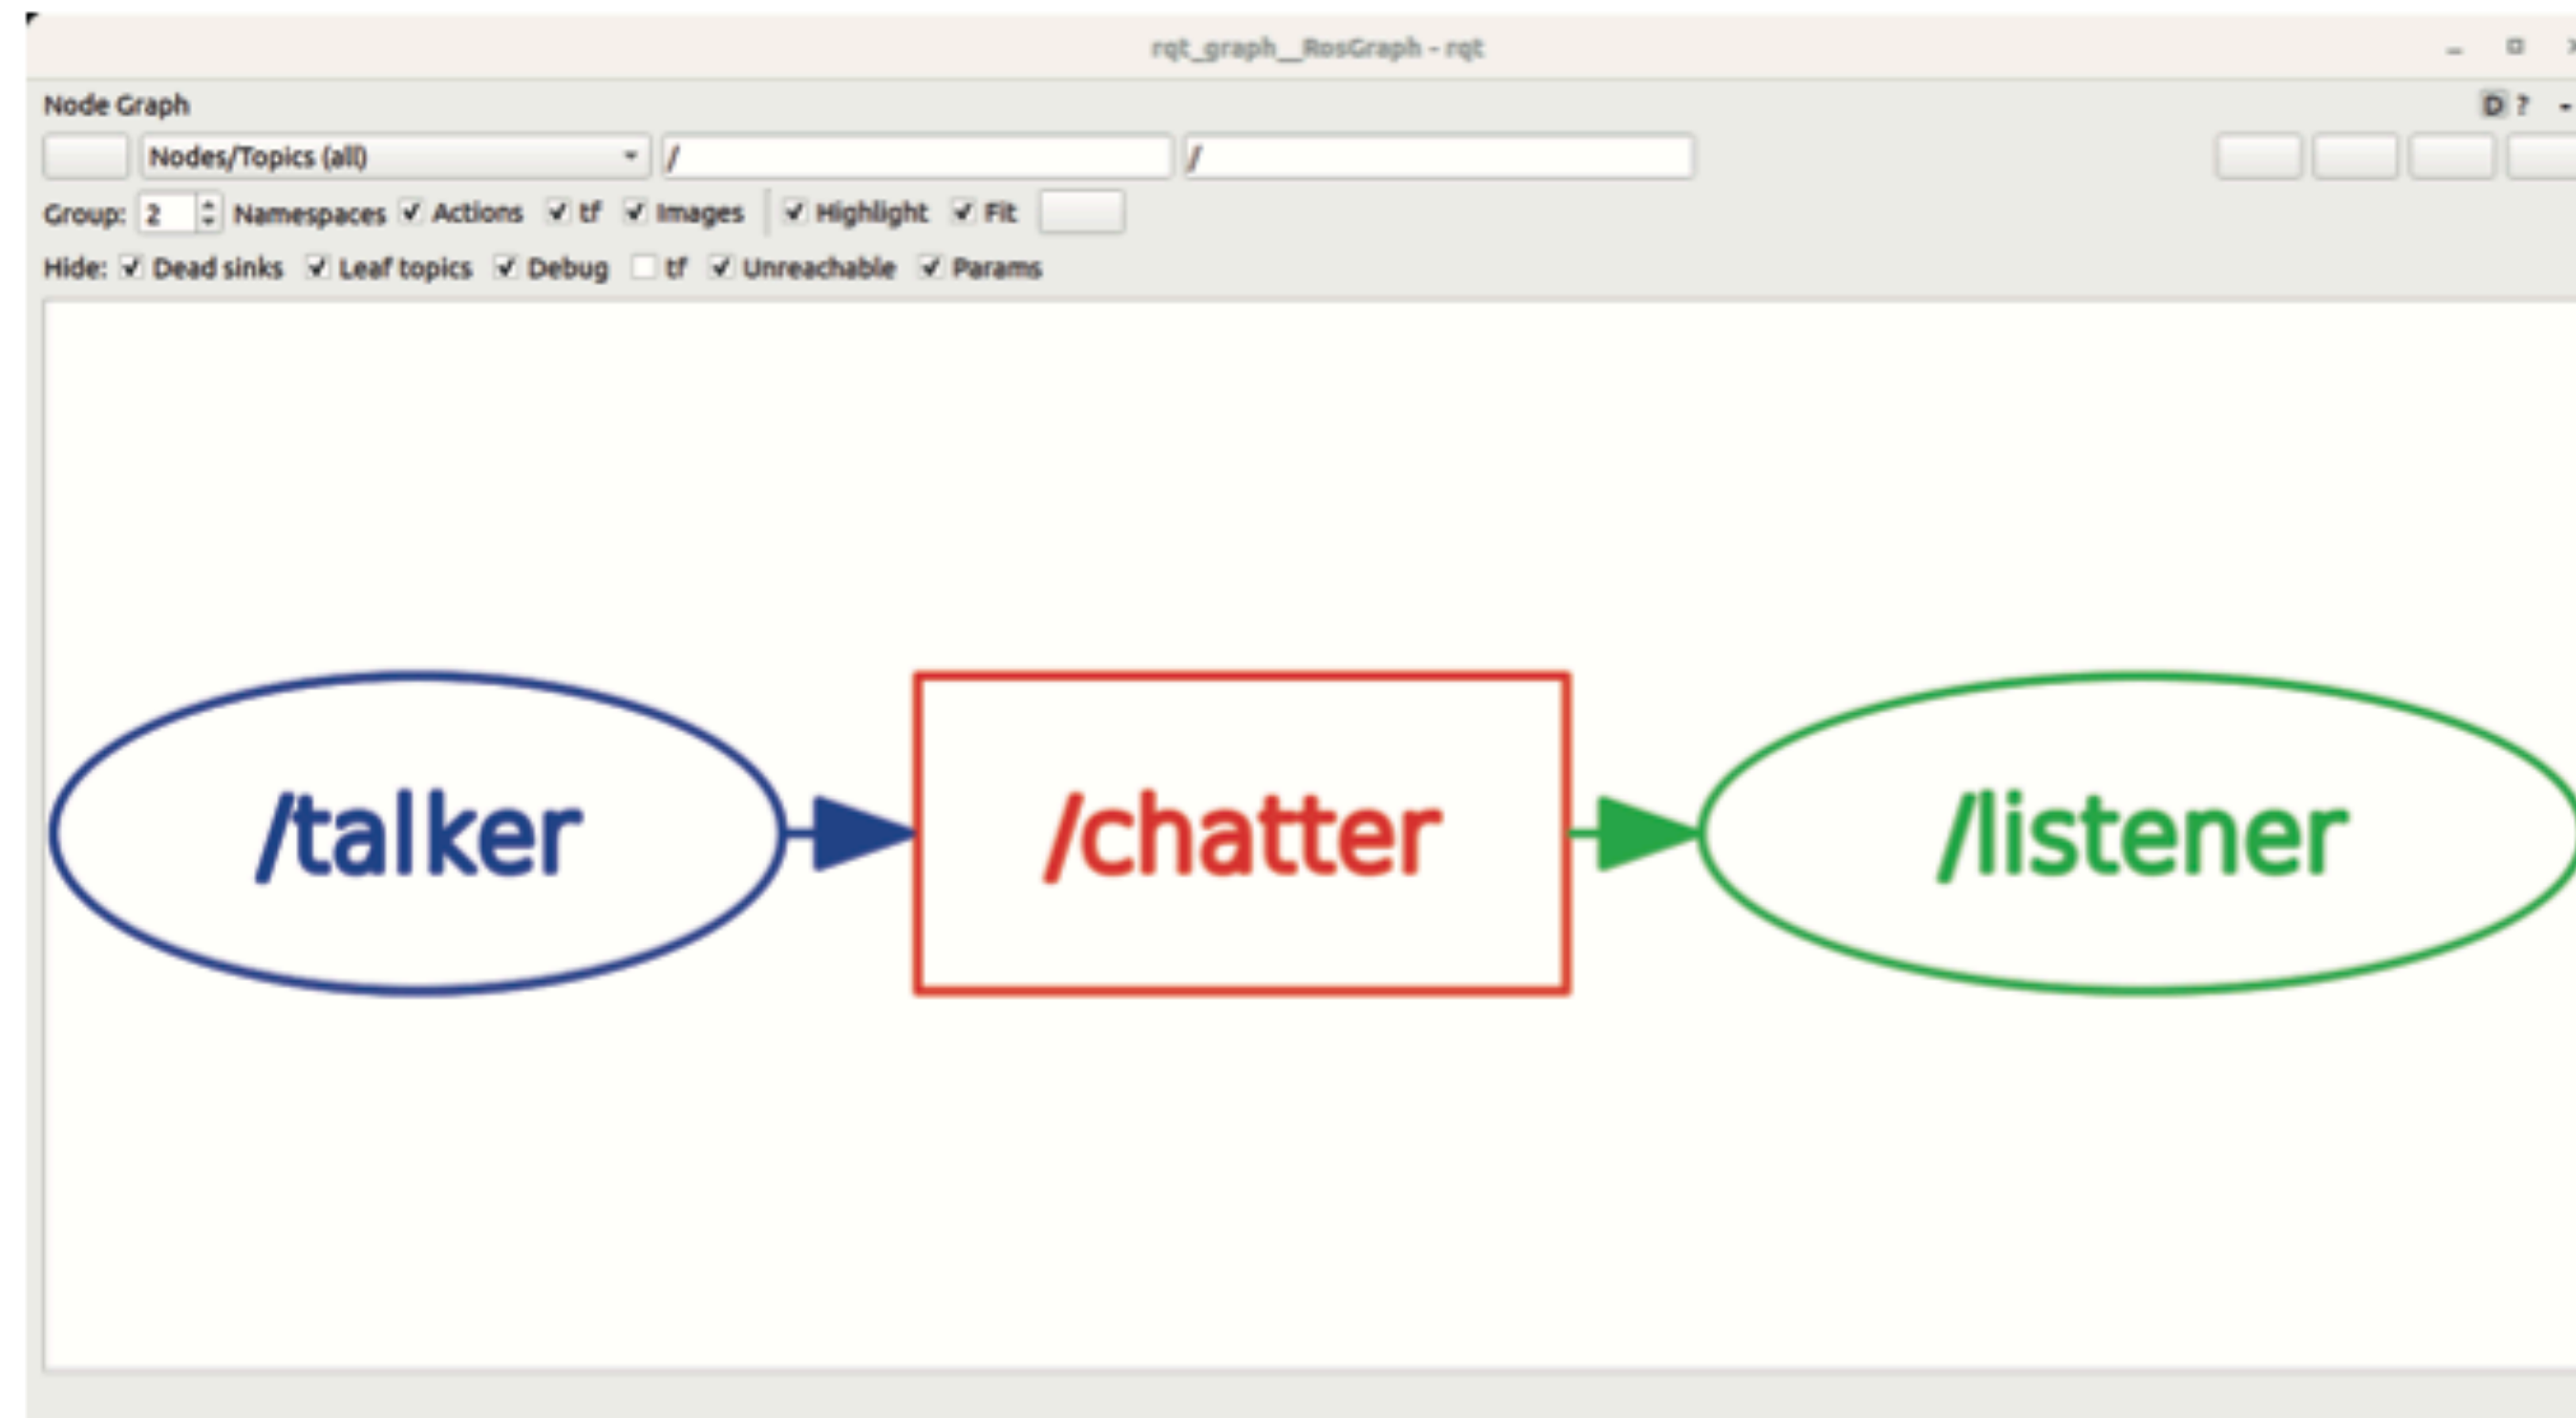 rqt_graph__RosGraph - rqt
Node Graph D ? -
Nodes/Topics (all) / /
Group: 2 Namespaces Actions tf Images Highlight Fit
Hide: Dead sinks Leaf topics Debug tf Unreachable Params
/talker /chatter /listener